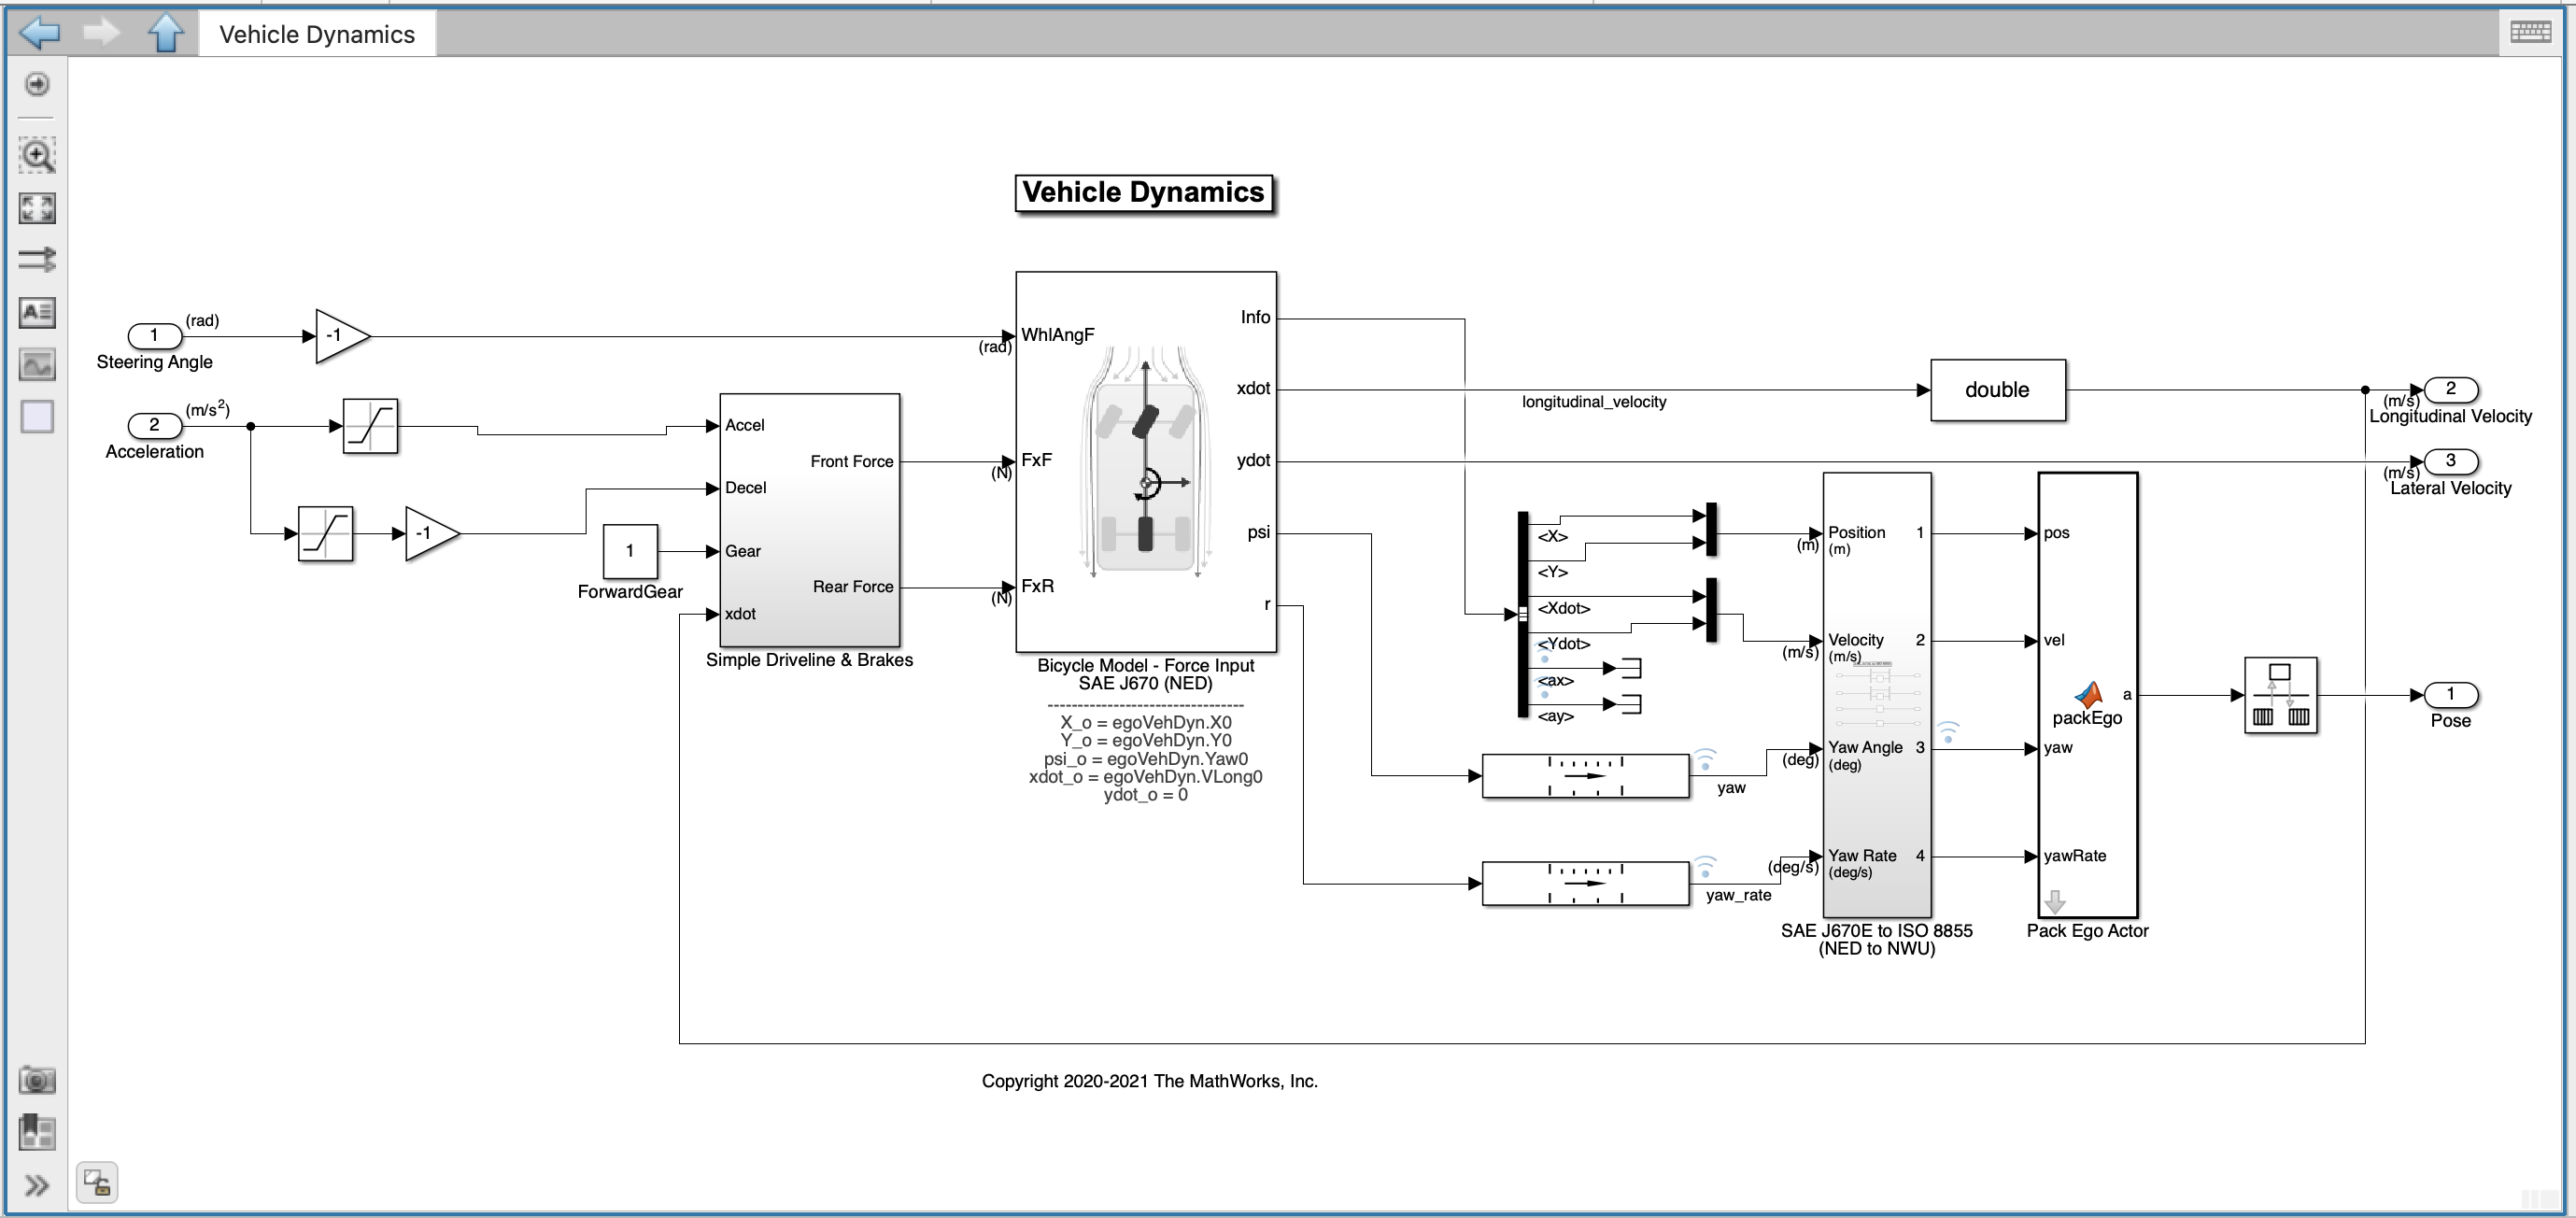 Vehicle Dynamics
Vehicle Dynamics
1
(rad)
Steering Angle
-1
2
(m/s2)
Acceleration
-1
1
ForwardGear
Accel
Decel
Gear
xdot
Front Force
Rear Force
Simple Driveline & Brakes
(rad)
WhlAngF
(N)
FxF
(N)
FxR
Info
xdot
ydot
psi
r
Bicycle Model - Force Input
SAE J670 (NED)
---------------------------------
X_o = egoVehDyn.X0
Y_o = egoVehDyn.Y0
psi_o = egoVehDyn.Yaw0
xdot_o = egoVehDyn.VLong0
ydot_o = 0
longitudinal_velocity
double
(m/s)
2
Longitudinal Velocity
(m/s)
3
Lateral Velocity
<X>
<Y>
<Xdot>
<Ydot>
<ax>
<ay>
yaw
yaw_rate
(m)
Position
(m)
1
(m/s)
Velocity
(m/s)
2
(deg)
Yaw Angle
(deg)
3
(deg/s)
Yaw Rate
(deg/s)
4
SAE J670E to ISO 8855
(NED to NWU)
pos
vel
yaw
yawRate
a
packEgo
Pack Ego Actor
1
Pose
Copyright 2020-2021 The MathWorks, Inc.